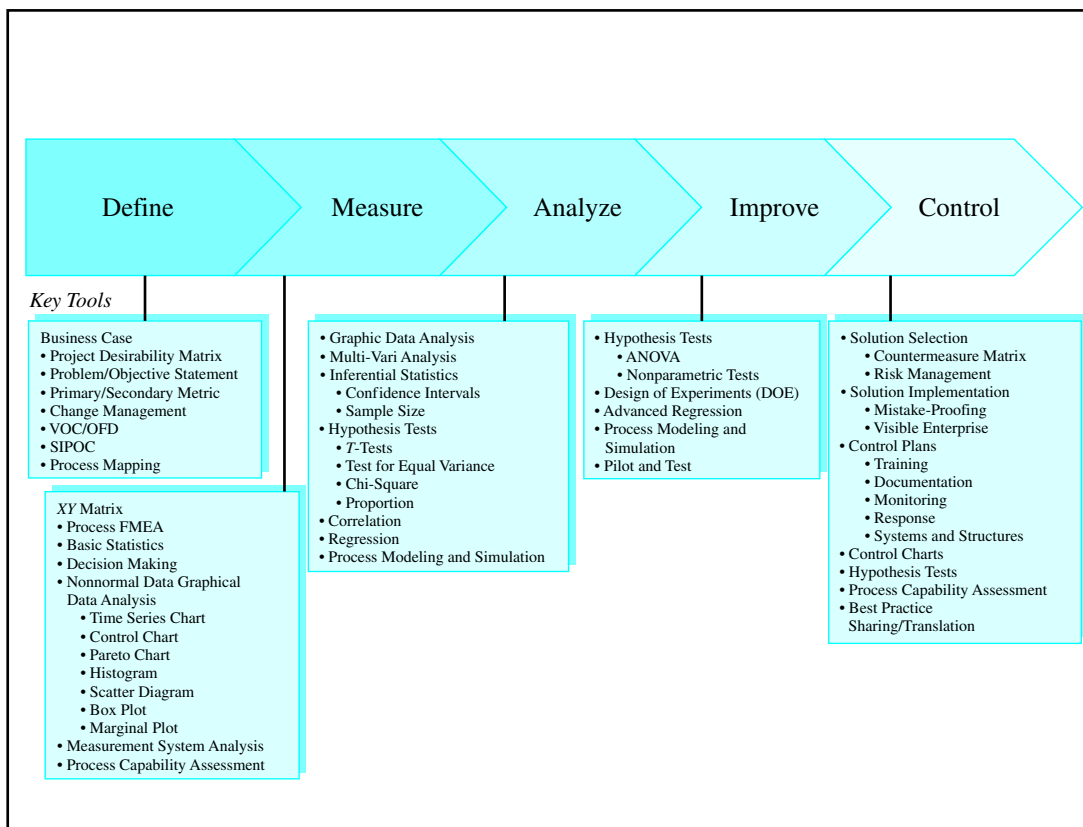 Define
Measure
Analyze
Improve
Control
Key Tools
Business Case
• Project Desirability Matrix
• Problem/Objective Statement
• Primary/Secondary Metric
• Change Management
• VOC/OFD
• SIPOC
• Process Mapping
XY Matrix
• Process FMEA
• Basic Statistics
• Decision Making
• Nonnormal Data Graphical
Data Analysis
• Time Series Chart
• Control Chart
• Pareto Chart
• Histogram
• Scatter Diagram
• Box Plot
• Marginal Plot
• Measurement System Analysis
• Process Capability Assessment
• Graphic Data Analysis
• Multi-Vari Analysis
• Inferential Statistics
• Confidence Intervals
• Sample Size
• Hypothesis Tests
• T-Tests
• Test for Equal Variance
• Chi-Square
• Proportion
• Correlation
• Regression
• Process Modeling and Simulation
• Hypothesis Tests
• ANOVA
• Nonparametric Tests
• Design of Experiments (DOE)
• Advanced Regression
• Process Modeling and
Simulation
• Pilot and Test
• Solution Selection
• Countermeasure Matrix
• Risk Management
• Solution Implementation
• Mistake-Proofing
• Visible Enterprise
• Control Plans
• Training
• Documentation
• Monitoring
• Response
• Systems and Structures
• Control Charts
• Hypothesis Tests
• Process Capability Assessment
• Best Practice
Sharing/Translation